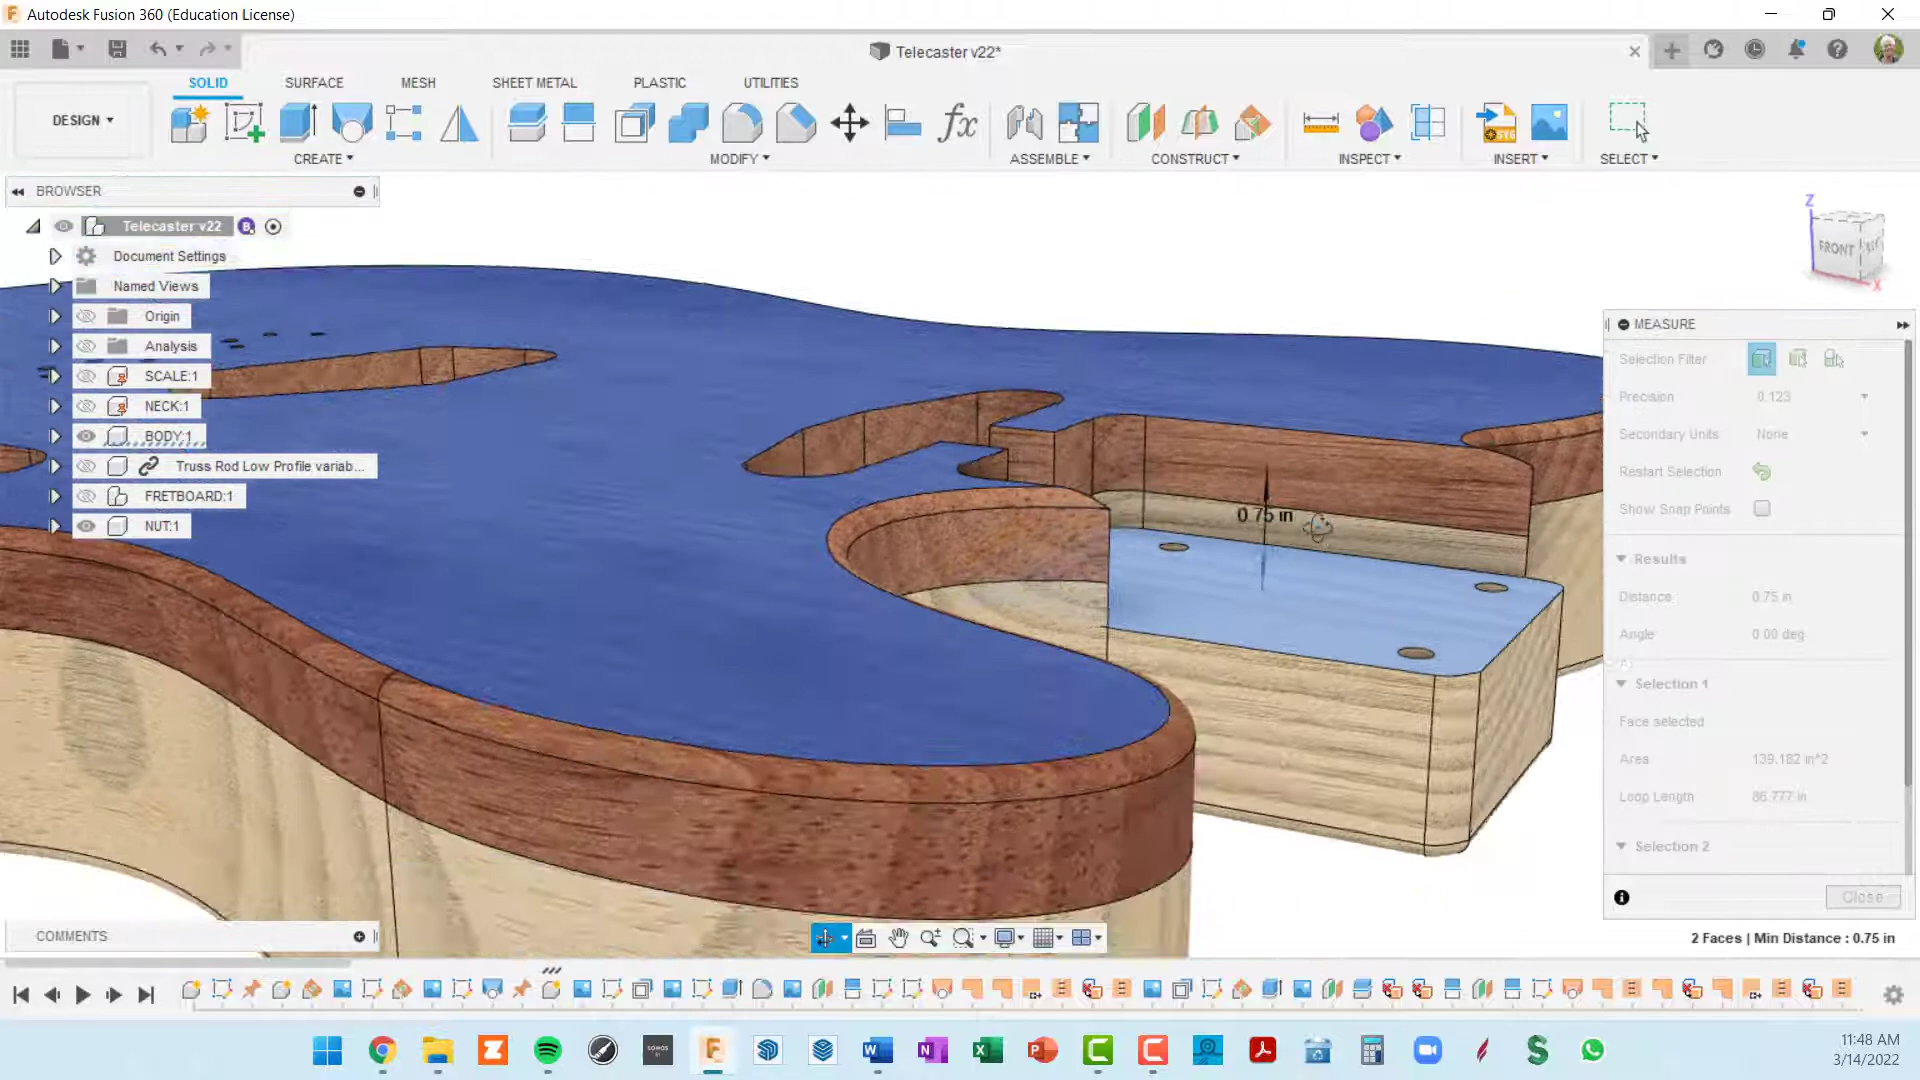 Autodesk Fusion 360 (Education License)
Telecaster v22*
SOLID SURFACE MESH SHEET METAL PLASTIC UTILITIES
DESIGN
fx
SVG
CREATE MODIFY ASSEMBLE CONSTRUCT INSPECT INSERT SELECT
BROWSER
Telecaster v22
Document Settings
Named Views
Origin
Analysis
SCALE:1
NECK:1
BODY:1
Truss Rod Low Profile variab...
FRETBOARD:1
NUT:1
Z
FRONT
X
0.75 in
MEASURE
Selection Filter
Precision 0.123
Secondary Units None
Restart Selection
Show Snap Points
Results
Distance 0.75 in
Angle 0.00 deg
Selection 1
Face selected
Area 139.182 in^2
Loop Length 86.777 in
Selection 2
Close
COMMENTS
2 Faces | Min Distance : 0.75 in
SONOS
11:48 AM
3/14/2022